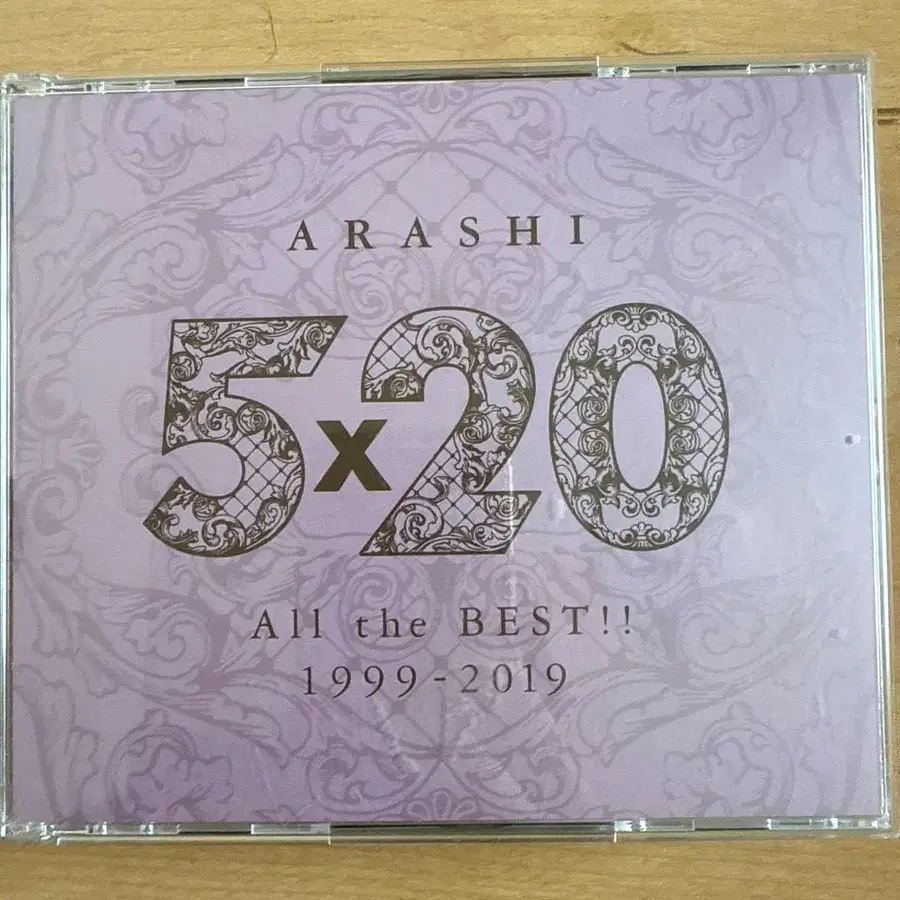 ARASHI
5x20
All the BEST!!
1999-2019